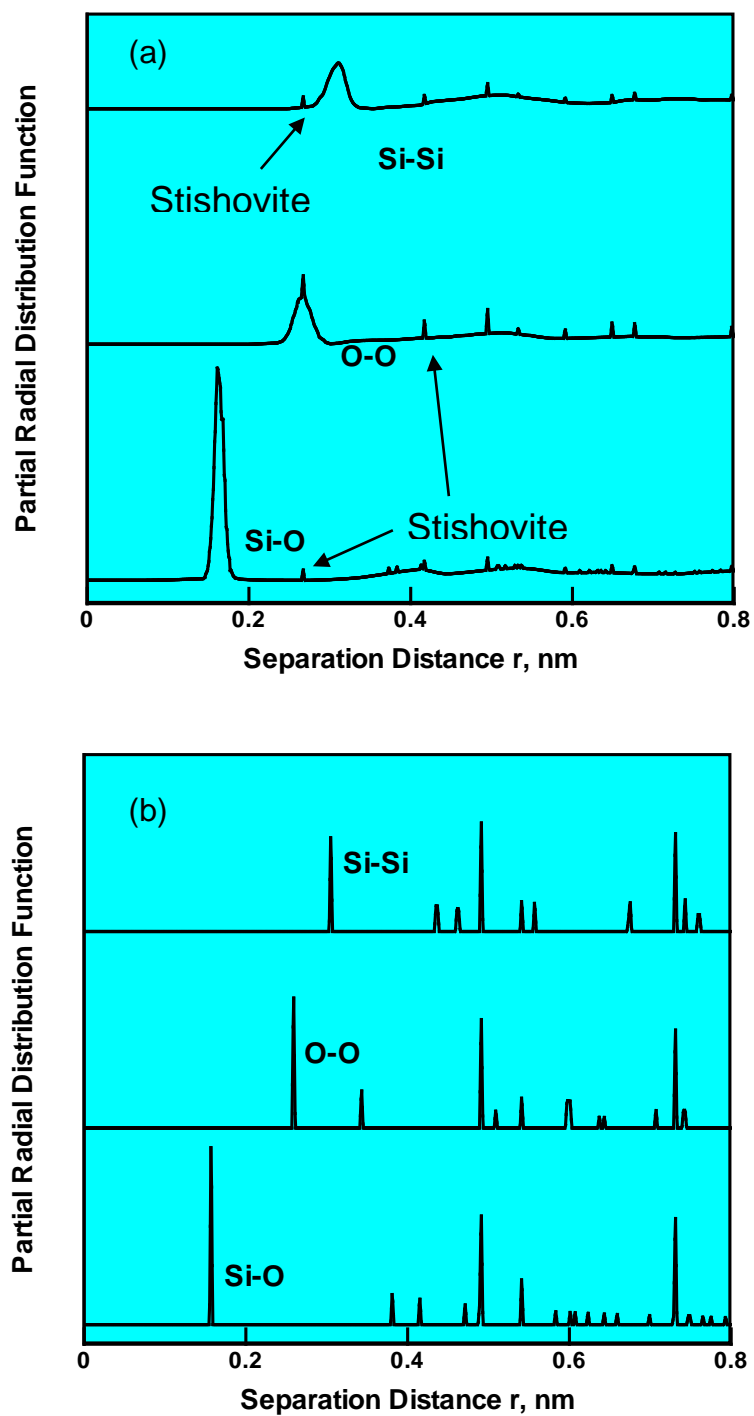 (a)
Si-Si
Stishovite
O-O
Stishovite
Si-O
Partial Radial Distribution Function
0 0.2 0.4 0.6 0.8
Separation Distance r, nm
(b)
Si-Si
O-O
Si-O
Partial Radial Distribution Function
0 0.2 0.4 0.6 0.8
Separation Distance r, nm